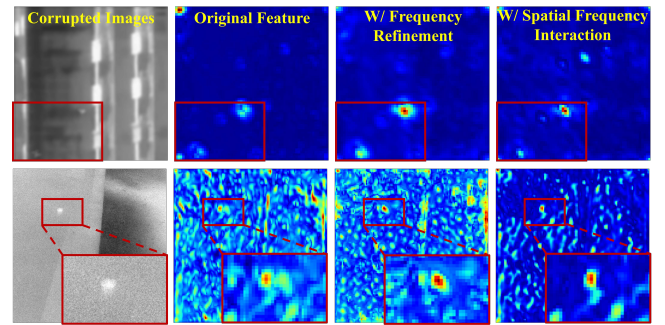 Corrupted Images
Original Feature
W/ Frequency
Refinement
W/ Spatial Frequency
Interaction